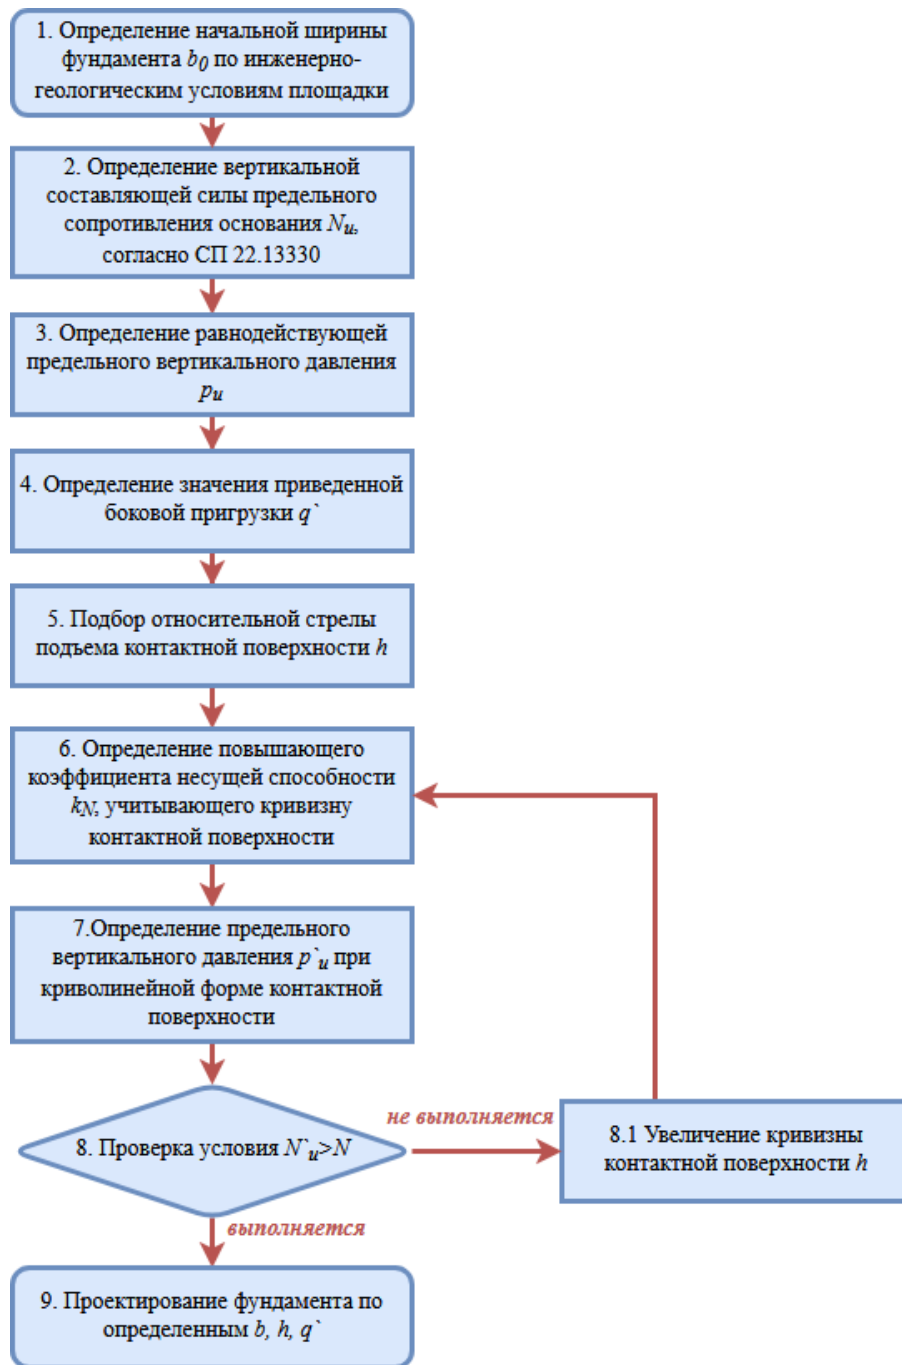 1. Определение начальной ширины
фундамента b0 по инженерно-
геологическим условиям площадки
2. Определение вертикальной
составляющей силы предельного
сопротивления основания Nu,
согласно СП 22.13330
3. Определение равнодействующей
предельного вертикального давления
pu
4. Определение значения приведенной
боковой пригрузки q`
5. Подбор относительной стрелы
подъема контактной поверхности h
6. Определение повышающего
коэффициента несущей способности
kN, учитывающего кривизну
контактной поверхности
7.Определение предельного
вертикального давления p`u при
криволинейной форме контактной
поверхности
8. Проверка условия N`u>N
не выполняется
8.1 Увеличение кривизны
контактной поверхности h
выполняется
9. Проектирование фундамента по
определенным b, h, q`